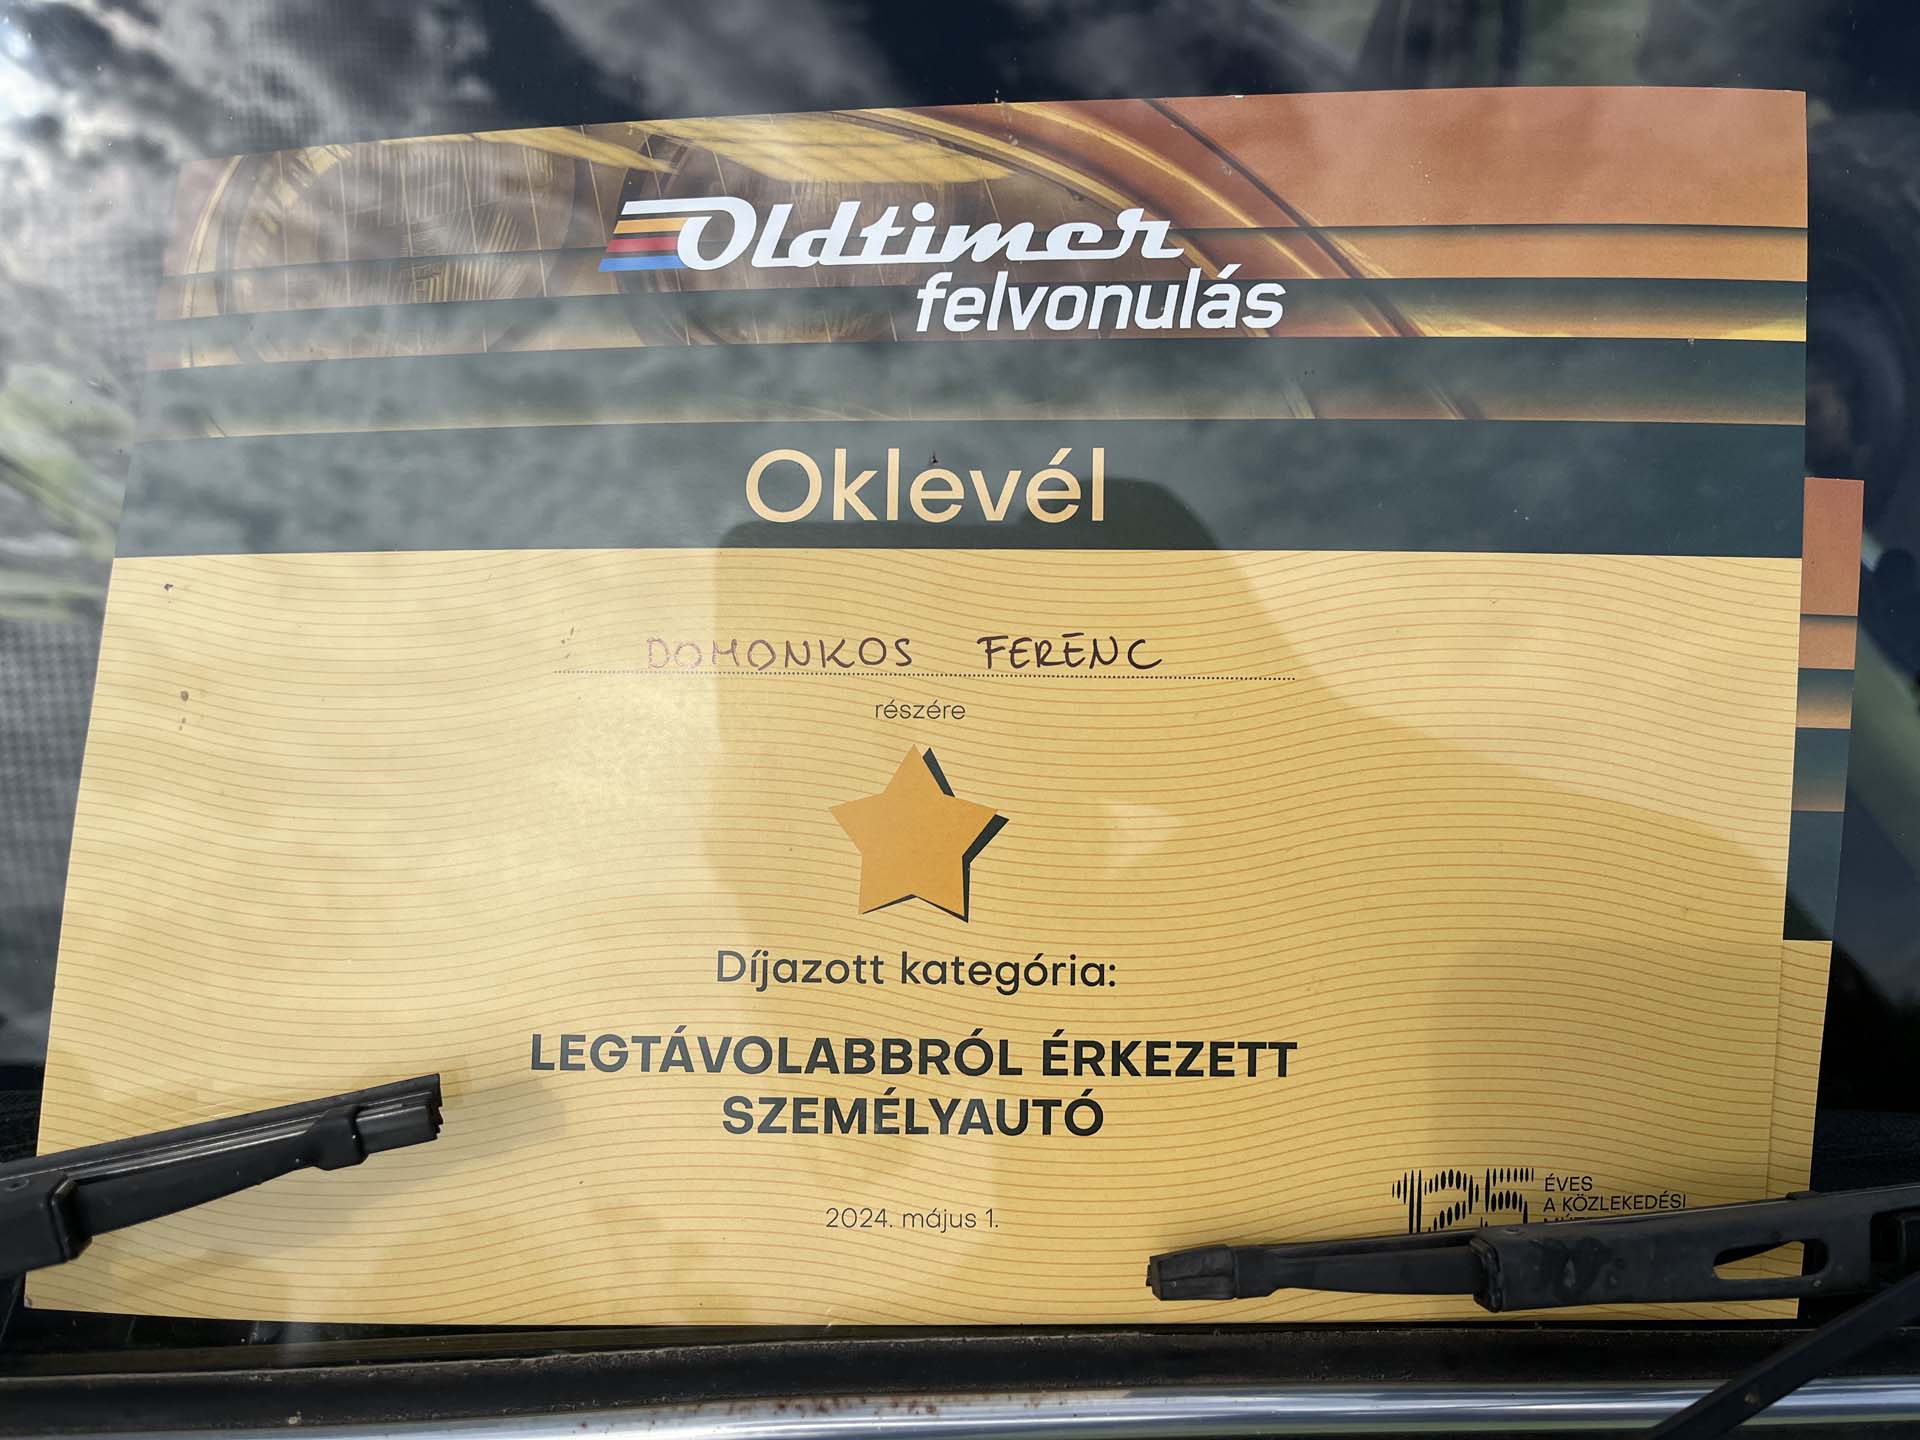 Oldtimer
felvonulás
Oklevél
DOMONKOS FERENC
részére
Díjazott kategória:
LEGTÁVOLABBRÓL ÉRKEZETT
SZEMÉLYAUTÓ
2024. május 1.
125 ÉVES
A KÖZLEKEDÉSI